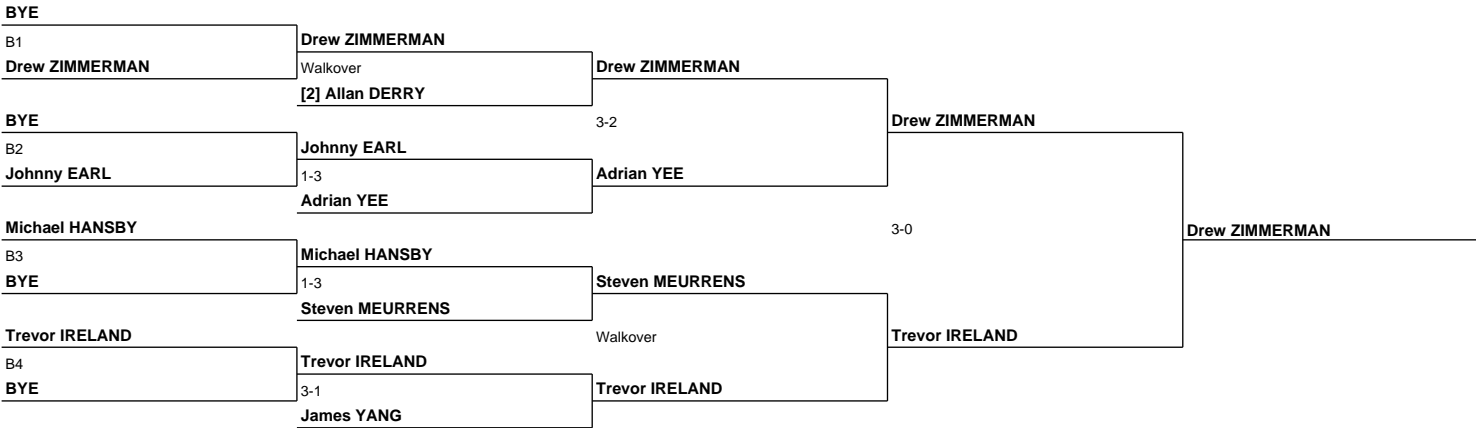 BYE
B1
Drew ZIMMERMAN
BYE
B2
Johnny EARL
Michael HANSBY
B3
BYE
Trevor IRELAND
B4
BYE
Drew ZIMMERMAN
Walkover
[2] Allan DERRY
Johnny EARL
1-3
Adrian YEE
Michael HANSBY
1-3
Steven MEURRENS
Trevor IRELAND
3-1
James YANG
Drew ZIMMERMAN
3-2
Adrian YEE
Steven MEURRENS
Walkover
Trevor IRELAND
Drew ZIMMERMAN
3-0
Trevor IRELAND
Drew ZIMMERMAN